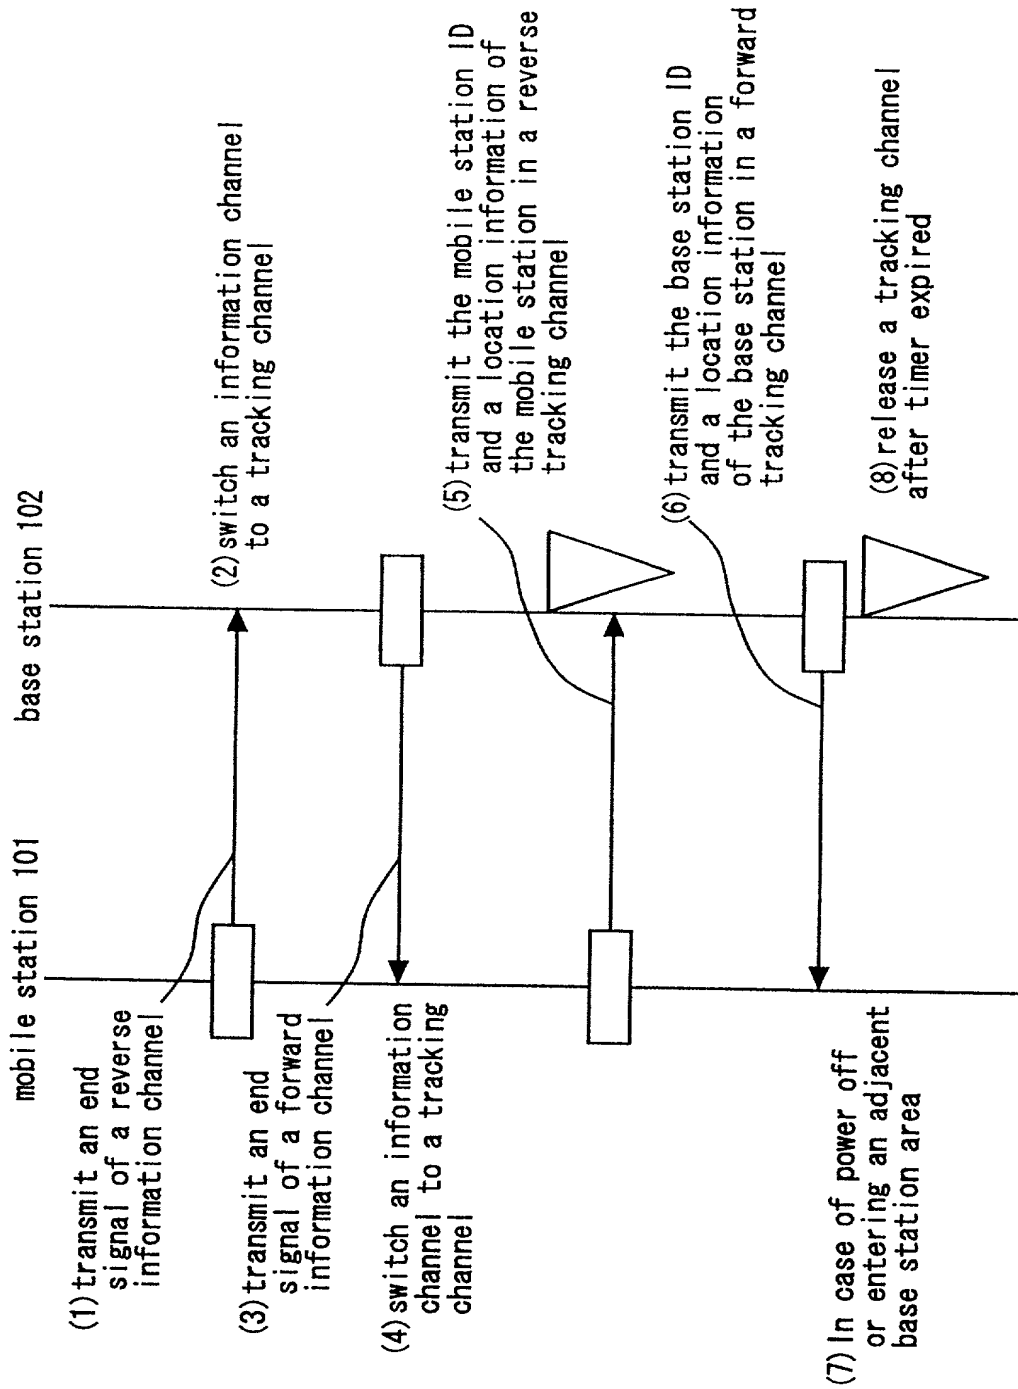 mobile station 101
base station 102
(1)transmit an end
signal of a reverse
information channel
(2)switch an information channel
to a tracking channel
(3)transmit an end
signal of a forward
information channel
(4)switch an information
channel to a tracking
channel
(5)transmit the mobile station ID
and a location information of
the mobile station in a reverse
tracking channel
(6)transmit the base station ID
and a location information
of the base station in a forward
tracking channel
(7)In case of power off
or entering an adjacent
base station area
(8)release a tracking channel
after timer expired